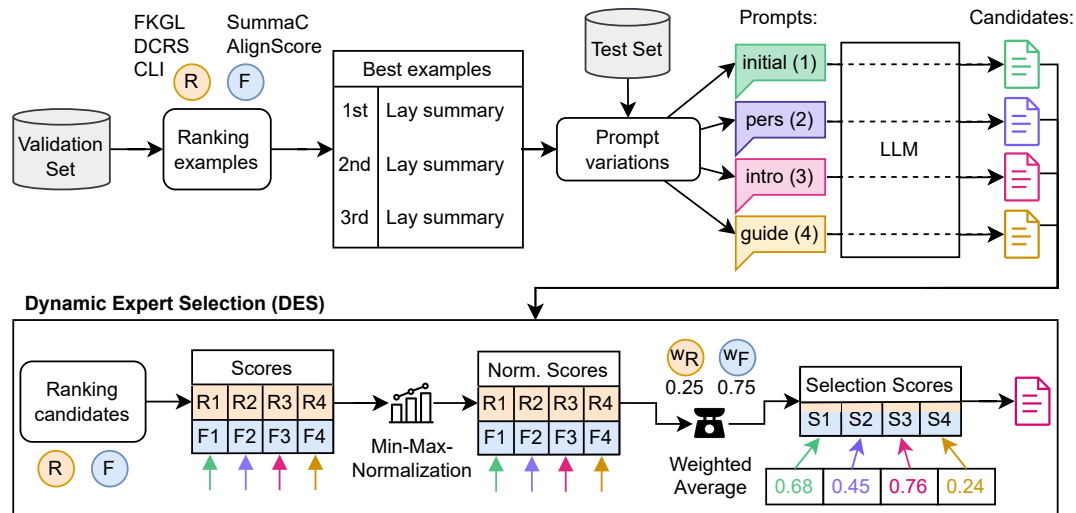 FKGL
DCRS
CLI
SummaC
AlignScore
R
F
Validation
Set
Ranking
examples
Best examples
1st Lay summary
2nd Lay summary
3rd Lay summary
Test Set
Prompt
variations
Prompts:
initial (1)
pers (2)
intro (3)
guide (4)
LLM
Candidates:
Dynamic Expert Selection (DES)
Ranking
candidates
R F
Scores
R1 R2 R3 R4
F1 F2 F3 F4
Min-Max-
Normalization
Norm. Scores
R1 R2 R3 R4
F1 F2 F3 F4
wR wF
0.25 0.75
Weighted
Average
Selection Scores
S1 S2 S3 S4
0.68 0.45 0.76 0.24